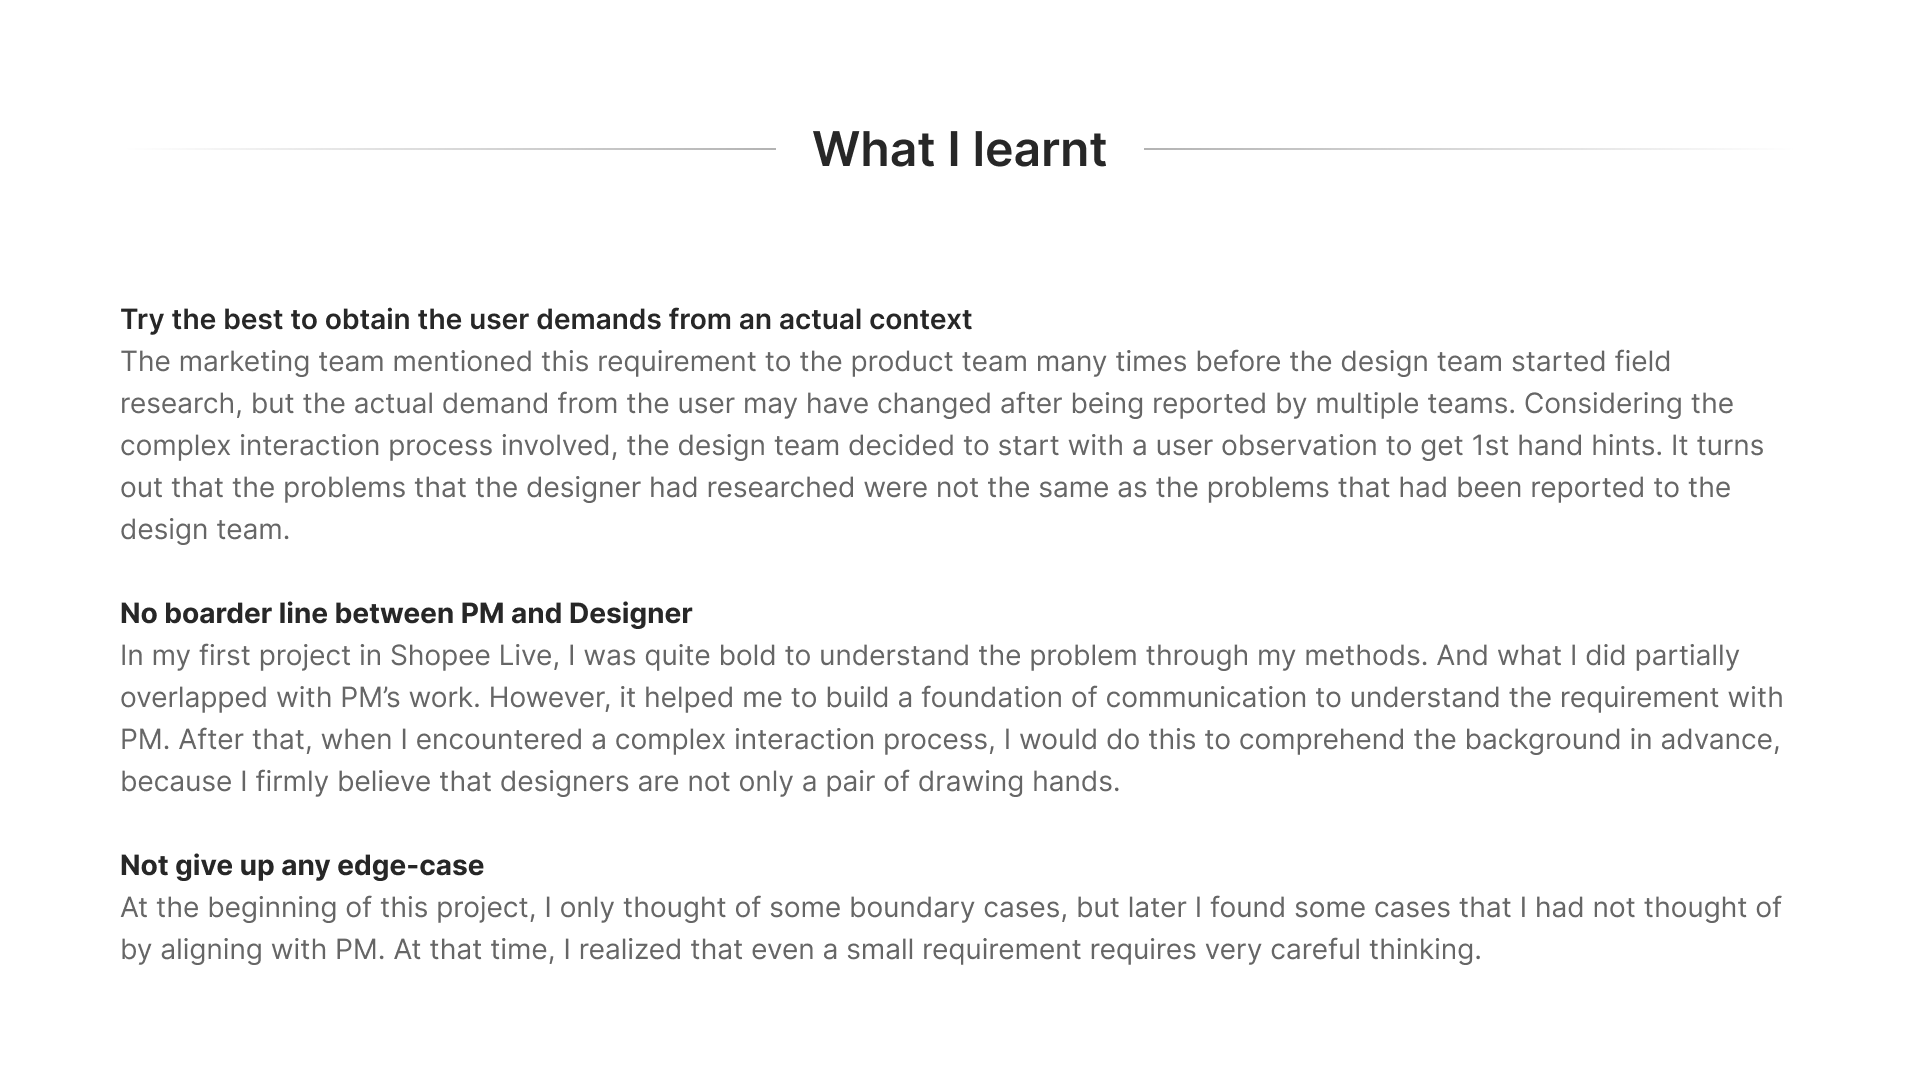 What I learnt
Try the best to obtain the user demands from an actual context
The marketing team mentioned this requirement to the product team many times before the design team started field
research, but the actual demand from the user may have changed after being reported by multiple teams. Considering the
complex interaction process involved, the design team decided to start with a user observation to get 1st hand hints. It turns
out that the problems that the designer had researched were not the same as the problems that had been reported to the
design team.
No boarder line between PM and Designer
In my first project in Shopee Live, I was quite bold to understand the problem through my methods. And what I did partially
overlapped with PM’s work. However, it helped me to build a foundation of communication to understand the requirement with
PM. After that, when I encountered a complex interaction process, I would do this to comprehend the background in advance,
because I firmly believe that designers are not only a pair of drawing hands.
Not give up any edge-case
At the beginning of this project, I only thought of some boundary cases, but later I found some cases that I had not thought of
by aligning with PM. At that time, I realized that even a small requirement requires very careful thinking.